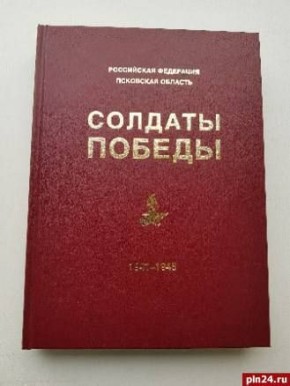 РОССИЙСКАЯ ФЕДЕРАЦИЯ
ПСКОВСКАЯ ОБЛАСТЬ
СОЛДАТЫ
ПОБЕДЫ
1941-1945
pln24.ru